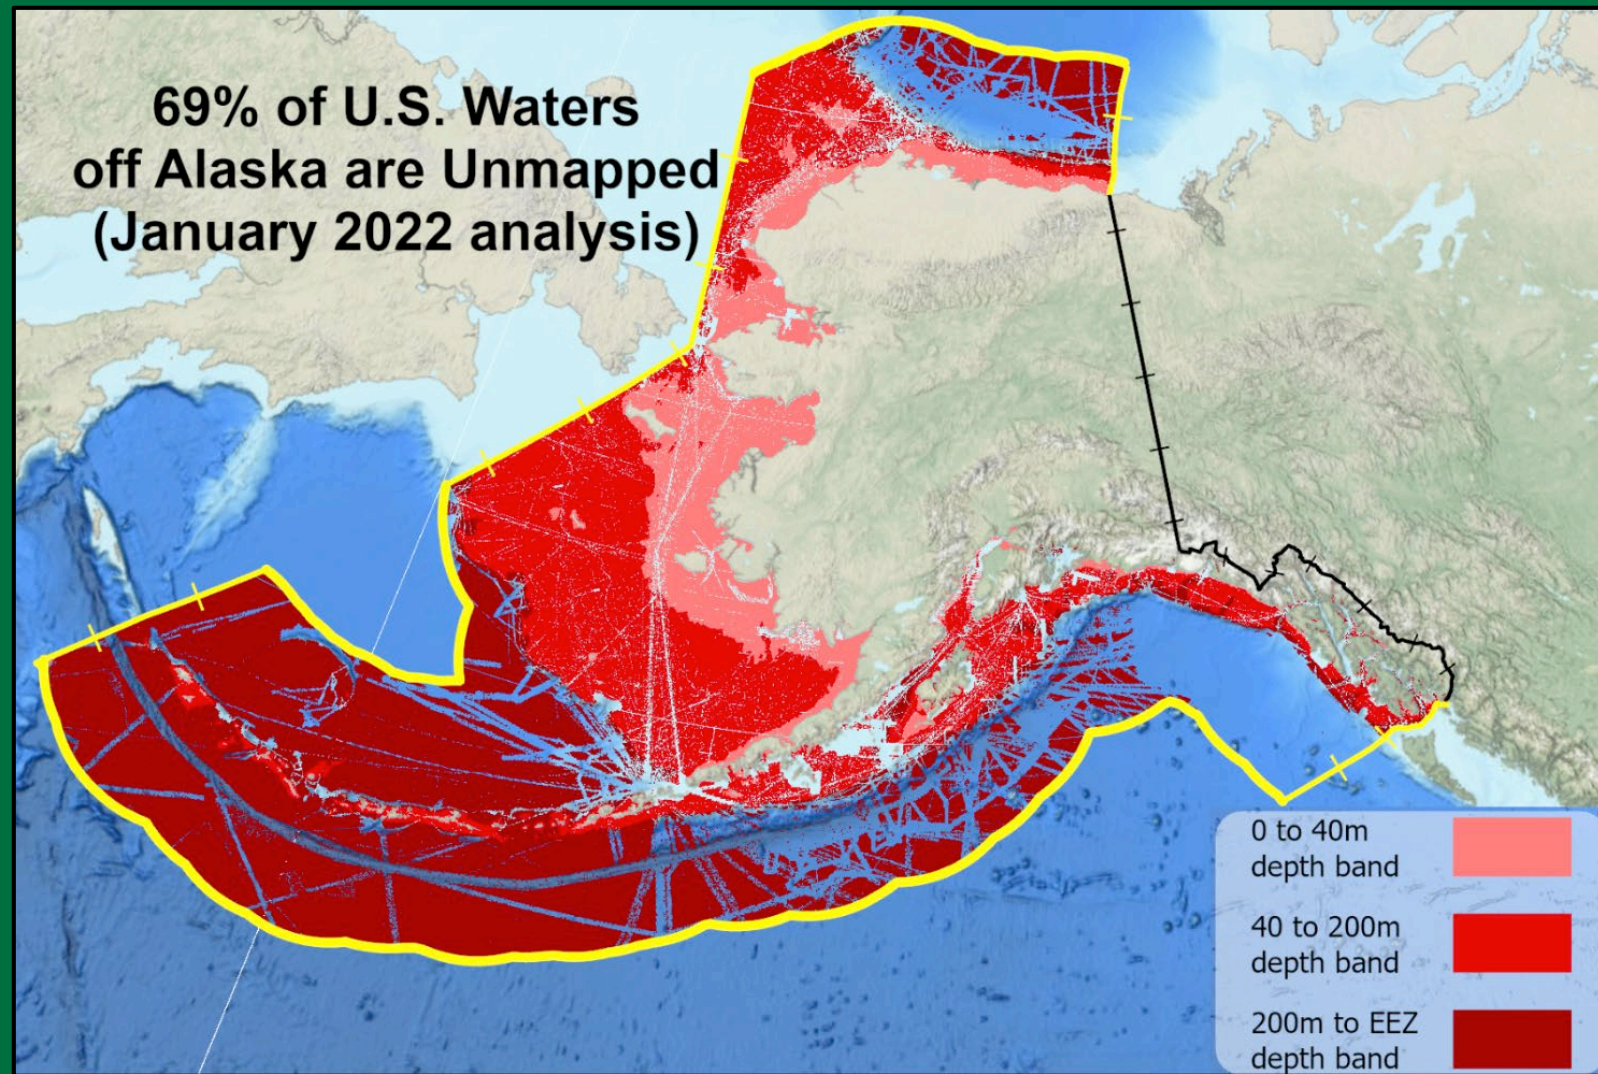 69% of U.S. Waters
off Alaska are Unmapped
(January 2022 analysis)
0 to 40m
depth band
40 to 200m
depth band
200m to EEZ
depth band